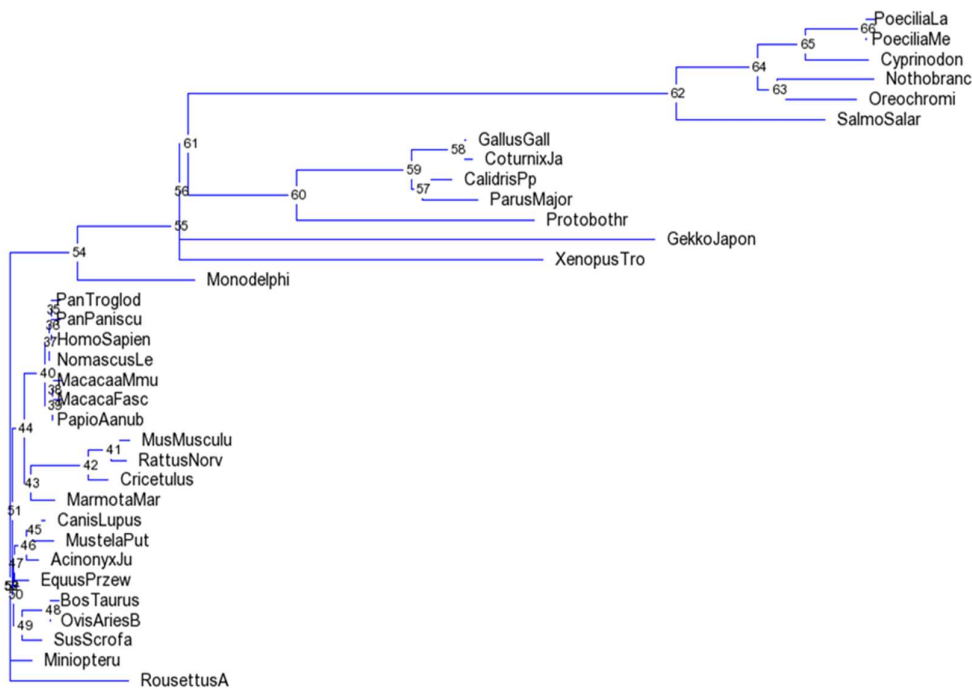 PoeciliaLa
66
PoeciliaMe
65
Cyprinodon
64
Nothobranc
63
62
Oreochromi
SalmoSalar
61
GallusGall
58
CoturnixJa
59
CalidrisPp
57
56
60
ParusMajor
Protobothr
55
GekkoJapon
54
XenopusTro
Monodelphi
PanTroglod
35
PanPaniscu
36
HomoSapien
37
NomascusLe
40
MacacaaMmu
38
MacacaFasc
39
PapioAanub
44
MusMusculu
41
RattusNorv
42
Cricetulus
43
MarmotaMar
51
CanisLupus
45
MustelaPut
46
AcinonyxJu
47
EquusPrzew
50
BosTaurus
48
OvisAriesB
49
SusScrofa
Miniopteru
RousettusA